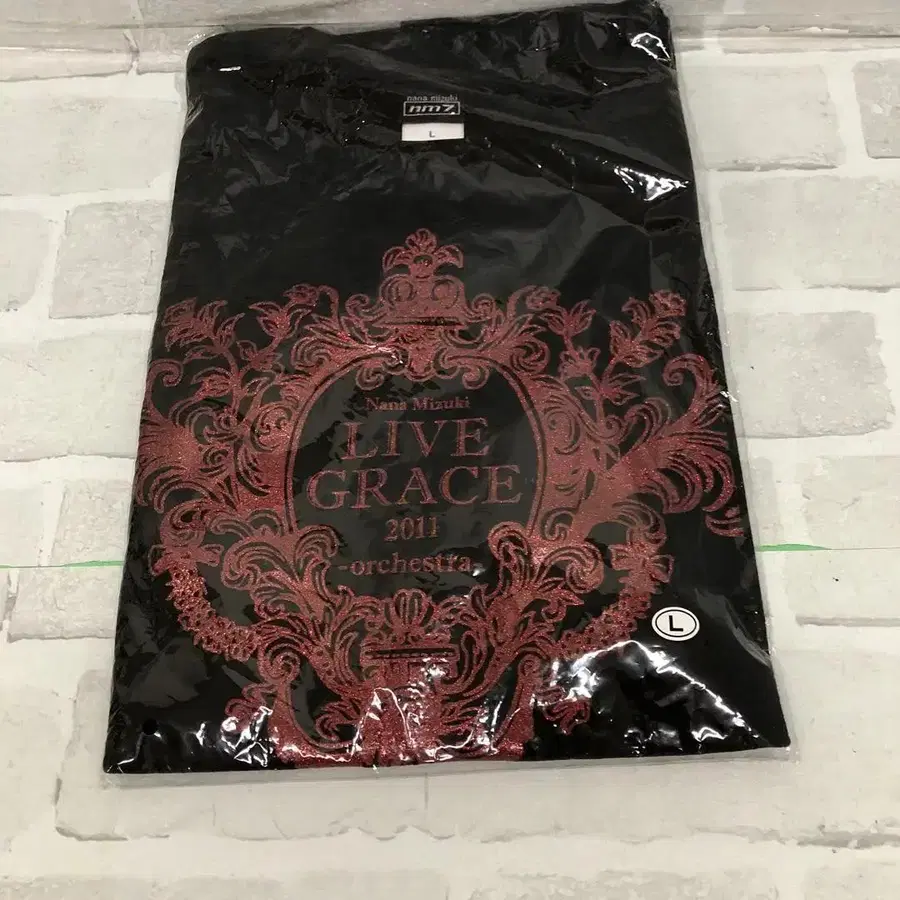 nana mizuki
nm7
L
Nana Mizuki
LIVE
GRACE
2011
-orchestra-
L